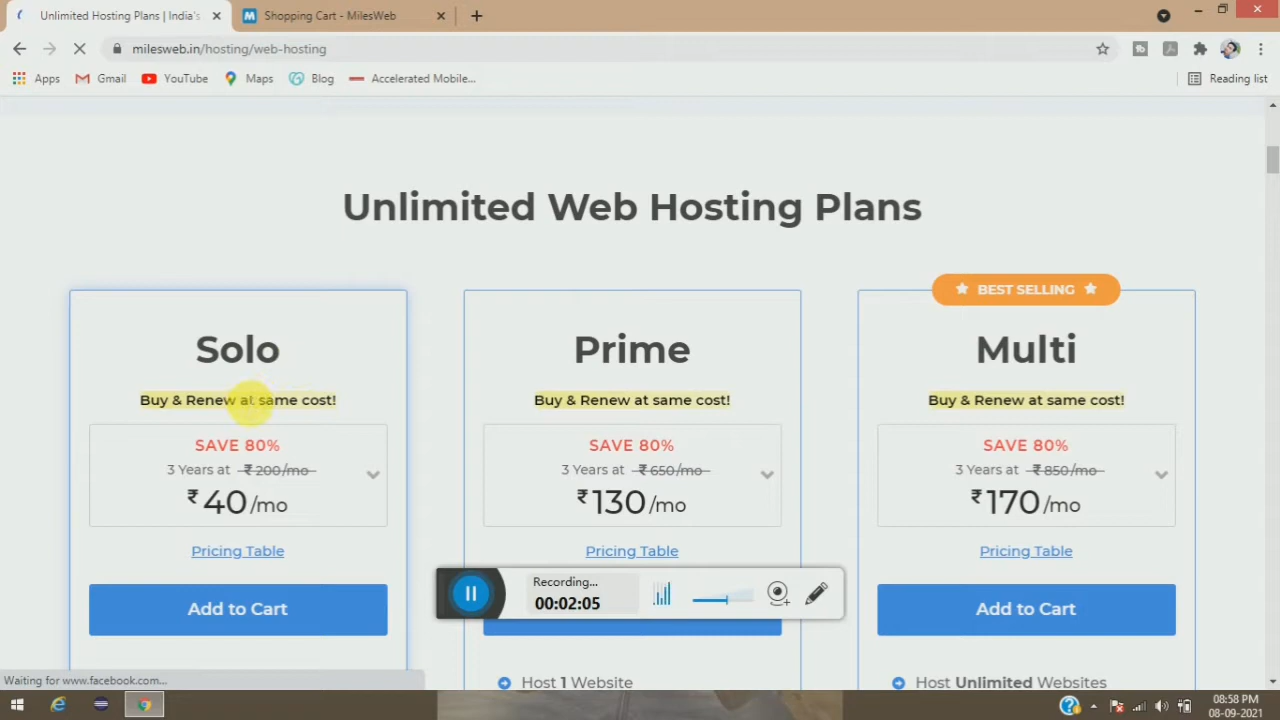 Unlimited Hosting Plans | India's
Shopping Cart - MilesWeb
milesweb.in/hosting/web-hosting
Apps
Gmail
YouTube
Maps
Blog
Accelerated Mobile...
Reading list
Unlimited Web Hosting Plans
BEST SELLING
Solo
Prime
Multi
Buy & Renew at same cost!
Buy & Renew at same cost!
Buy & Renew at same cost!
SAVE 80%
SAVE 80%
SAVE 80%
3 Years at ₹ 200/mo
3 Years at ₹ 650/mo
3 Years at ₹ 850/mo
₹40/mo
₹130/mo
₹170/mo
Pricing Table
Pricing Table
Pricing Table
Recording...
00:02:05
Add to Cart
Add to Cart
Host 1 Website
Host Unlimited Websites
Waiting for www.facebook.com...
08:58 PM
08-09-2021